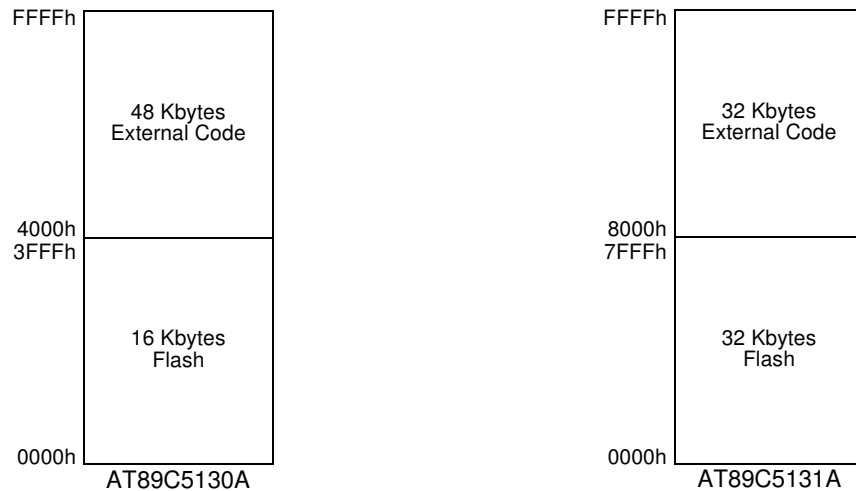 FFFFh
48 Kbytes
External Code
4000h
3FFFh
16 Kbytes
Flash
0000h
AT89C5130A
FFFFh
32 Kbytes
External Code
8000h
7FFFh
32 Kbytes
Flash
0000h
AT89C5131A